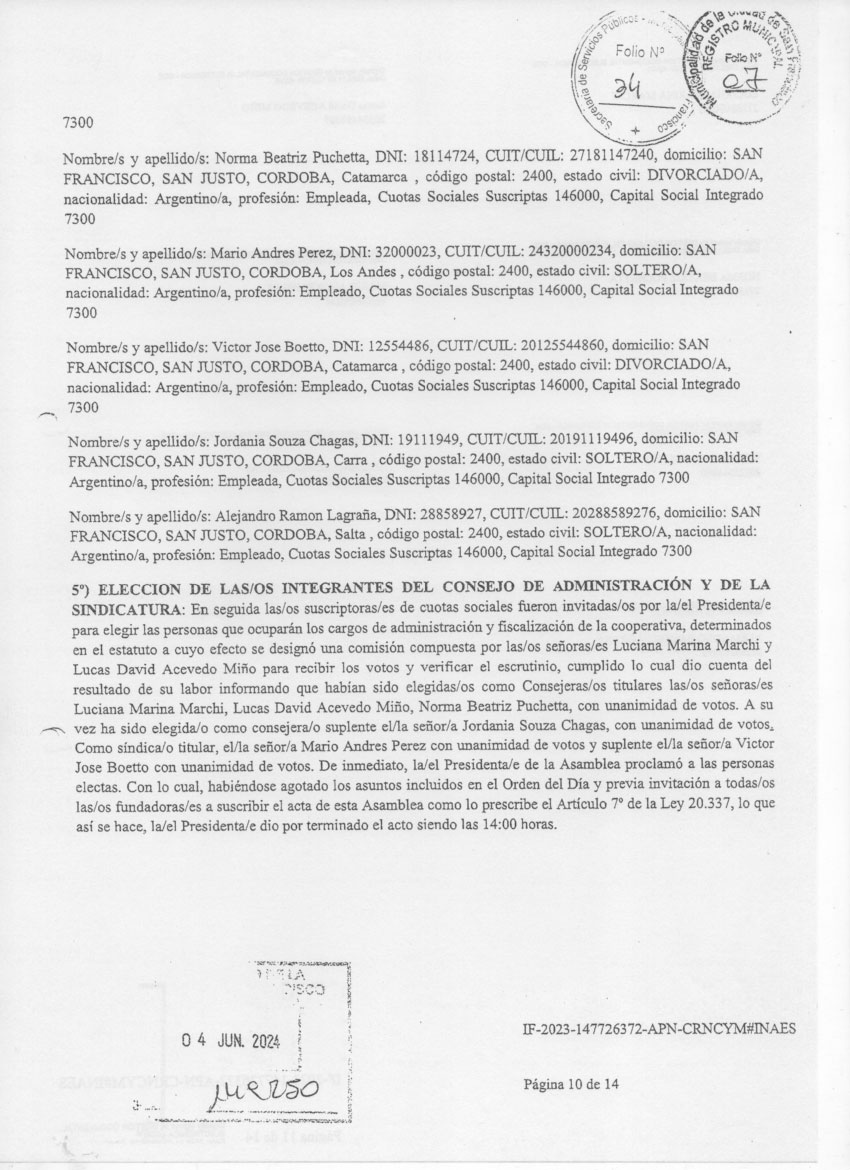 Secretaria de Servicios Públicos
Francisco
Folio Nº
34
Municipalidad de la Ciudad de San Francisco
REGISTRO MUNICIPAL
Folio Nº
07
7300
Nombre/s y apellido/s: Norma Beatriz Puchetta, DNI: 18114724, CUIT/CUIL: 27181147240, domicilio: SAN
FRANCISCO, SAN JUSTO, CORDOBA, Catamarca , código postal: 2400, estado civil: DIVORCIADO/A,
nacionalidad: Argentino/a, profesión: Empleada, Cuotas Sociales Suscriptas 146000, Capital Social Integrado
7300
Nombre/s y apellido/s: Mario Andres Perez, DNI: 32000023, CUIT/CUIL: 24320000234, domicilio: SAN
FRANCISCO, SAN JUSTO, CORDOBA, Los Andes , código postal: 2400, estado civil: SOLTERO/A,
nacionalidad: Argentino/a, profesión: Empleado, Cuotas Sociales Suscriptas 146000, Capital Social Integrado
7300
Nombre/s y apellido/s: Victor Jose Boetto, DNI: 12554486, CUIT/CUIL: 20125544860, domicilio: SAN
FRANCISCO, SAN JUSTO, CORDOBA, Catamarca , código postal: 2400, estado civil: DIVORCIADO/A,
nacionalidad: Argentino/a, profesión: Empleado, Cuotas Sociales Suscriptas 146000, Capital Social Integrado
7300
Nombre/s y apellido/s: Jordania Souza Chagas, DNI: 19111949, CUIT/CUIL: 20191119496, domicilio: SAN
FRANCISCO, SAN JUSTO, CORDOBA, Carra , código postal: 2400, estado civil: SOLTERO/A, nacionalidad:
Argentino/a, profesión: Empleada, Cuotas Sociales Suscriptas 146000, Capital Social Integrado 7300
Nombre/s y apellido/s: Alejandro Ramon Lagraña, DNI: 28858927, CUIT/CUIL: 20288589276, domicilio: SAN
FRANCISCO, SAN JUSTO, CORDOBA, Salta , código postal: 2400, estado civil: SOLTERO/A, nacionalidad:
Argentino/a, profesión: Empleado, Cuotas Sociales Suscriptas 146000, Capital Social Integrado 7300
5º) ELECCION DE LAS/OS INTEGRANTES DEL CONSEJO DE ADMINISTRACIÓN Y DE LA
SINDICATURA: En seguida las/os suscriptoras/es de cuotas sociales fueron invitadas/os por la/el Presidenta/e
para elegir las personas que ocuparán los cargos de administración y fiscalización de la cooperativa, determinados
en el estatuto a cuyo efecto se designó una comisión compuesta por las/os señoras/es Luciana Marina Marchi y
Lucas David Acevedo Miño para recibir los votos y verificar el escrutinio, cumplido lo cual dio cuenta del
resultado de su labor informando que habían sido elegidas/os como Consejeras/os titulares las/os señoras/es
Luciana Marina Marchi, Lucas David Acevedo Miño, Norma Beatriz Puchetta, con unanimidad de votos. A su
vez ha sido elegida/o como consejera/o suplente el/la señor/a Jordania Souza Chagas, con unanimidad de votos.
Como síndica/o titular, el/la señor/a Mario Andres Perez con unanimidad de votos y suplente el/la señor/a Victor
Jose Boetto con unanimidad de votos. De inmediato, la/el Presidenta/e de la Asamblea proclamó a las personas
electas. Con lo cual, habiéndose agotado los asuntos incluidos en el Orden del Día y previa invitación a todas/os
las/os fundadoras/es a suscribir el acta de esta Asamblea como lo prescribe el Artículo 7º de la Ley 20.337, lo que
así se hace, la/el Presidenta/e dio por terminado el acto siendo las 14:00 horas.
04 JUN. 2024
IF-2023-147726372-APN-CRNCYM#INAES
Página 10 de 14